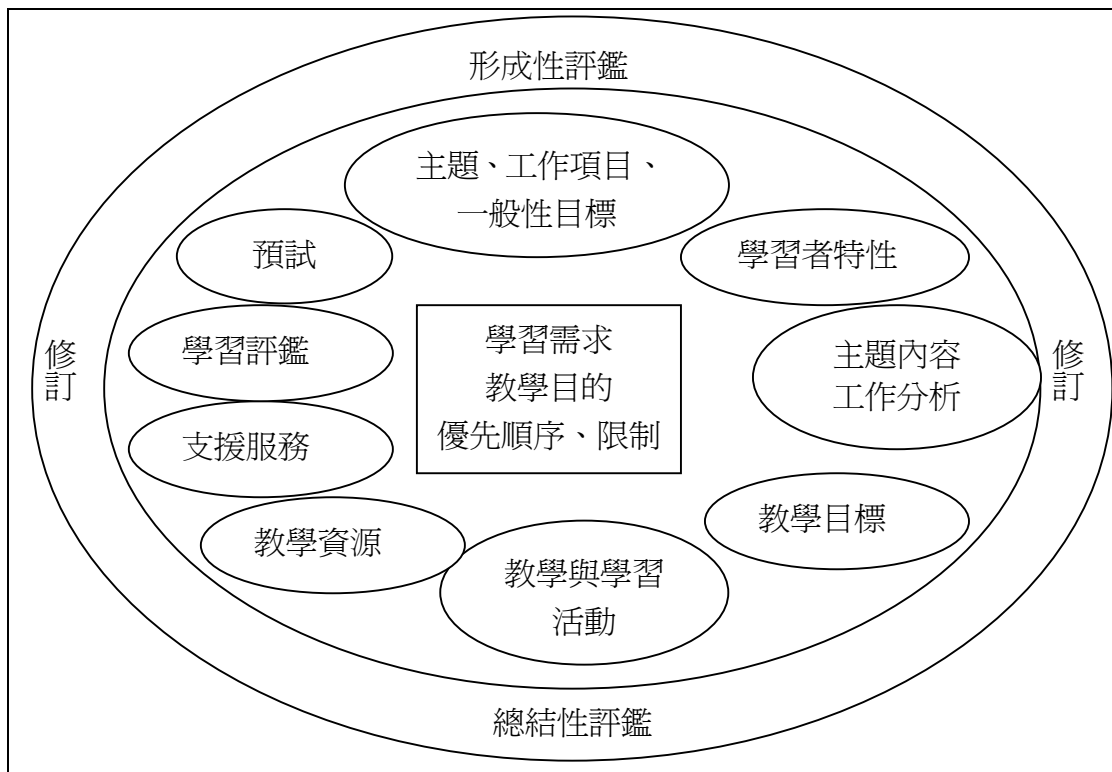 形成性評鑑
主題、工作項目、
一般性目標
預試
學習者特性
學習評鑑
學習需求
教學目的
優先順序、限制
主題內容
工作分析
修訂
修訂
支援服務
教學目標
教學資源
教學與學習
活動
總結性評鑑